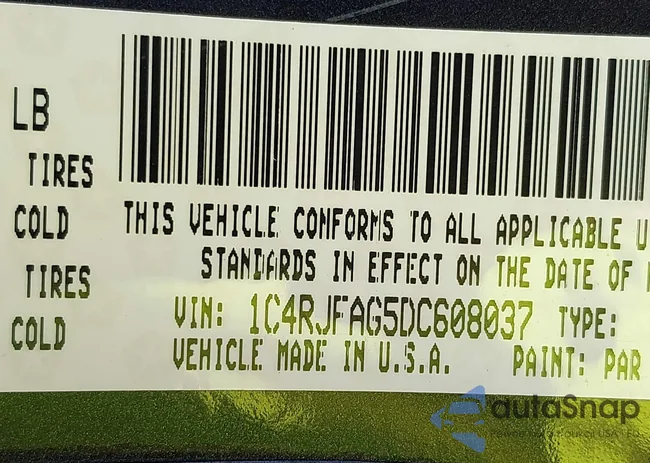 LB
TIRES
COLD
TIRES
COLD
THIS VEHICLE CONFORMS TO ALL APPLICABLE U
STANDARDS IN EFFECT ON THE DATE OF
VIN: 1C4RJFAG5DC608037 TYPE:
VEHICLE MADE IN U.S.A. PAINT: PAR
autaSnap